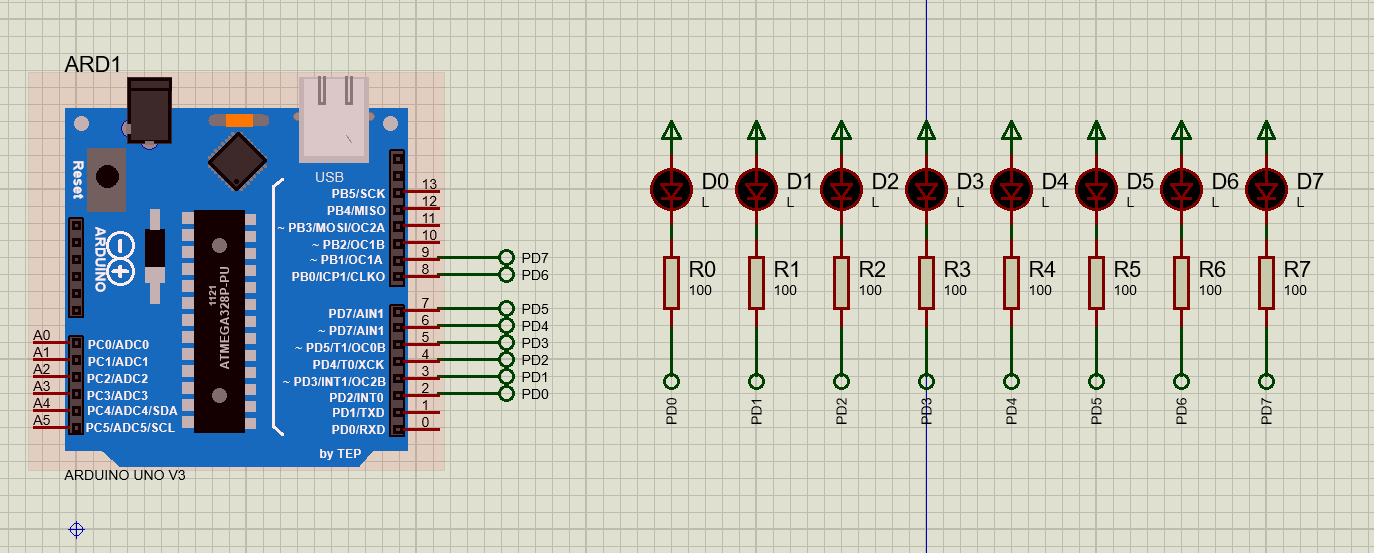 ARD1
Reset
ARDUINO
1121
ATMEGA328P-PU
USB
PB5/SCK 13
PB4/MISO 12
~ PB3/MOSI/OC2A 11
~ PB2/OC1B 10
~ PB1/OC1A 9 PD7
PB0/ICP1/CLKO 8 PD6
PD7/AIN1 7 PD5
~ PD7/AIN1 6 PD4
~ PD5/T1/OC0B 5 PD3
PD4/T0/XCK 4 PD2
~ PD3/INT1/OC2B 3 PD1
PD2/INT0 2 PD0
PD1/TXD 1
PD0/RXD 0
A0 PC0/ADC0
A1 PC1/ADC1
A2 PC2/ADC2
A3 PC3/ADC3
A4 PC4/ADC4/SDA
A5 PC5/ADC5/SCL
by TEP
ARDUINO UNO V3
D0 D1 D2 D3 D4 D5 D6 D7
L L L L L L L L
R0 R1 R2 R3 R4 R5 R6 R7
100 100 100 100 100 100 100 100
PD0 PD1 PD2 PD3 PD4 PD5 PD6 PD7